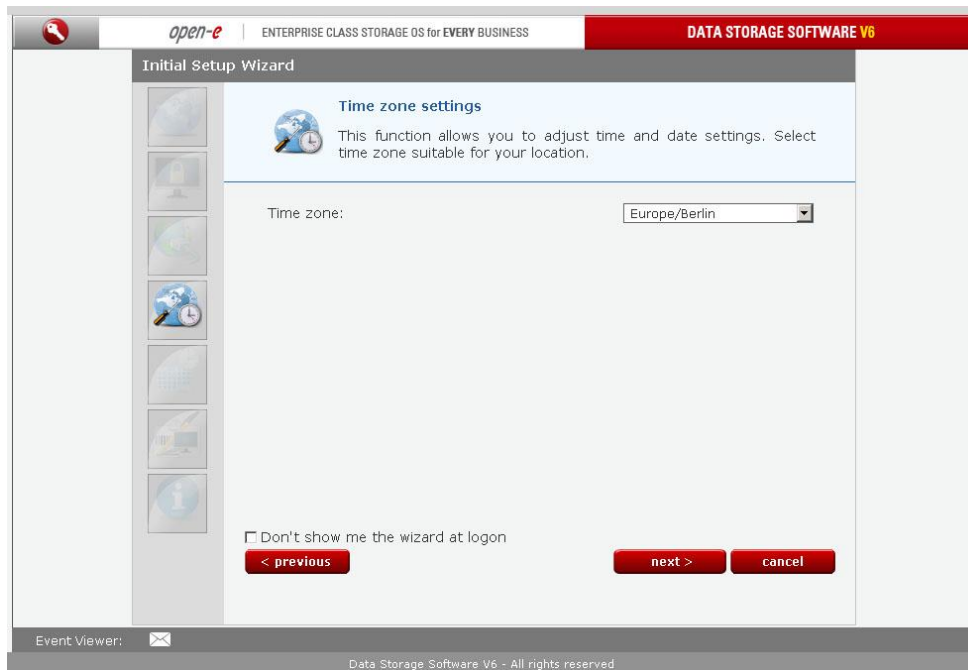 open-e
ENTERPRISE CLASS STORAGE OS for EVERY BUSINESS
DATA STORAGE SOFTWARE V6
Initial Setup Wizard
Time zone settings
This function allows you to adjust time and date settings. Select
time zone suitable for your location.
Time zone:
Europe/Berlin
Don't show me the wizard at logon
< previous
next >
cancel
Event Viewer:
Data Storage Software V6 - All rights reserved